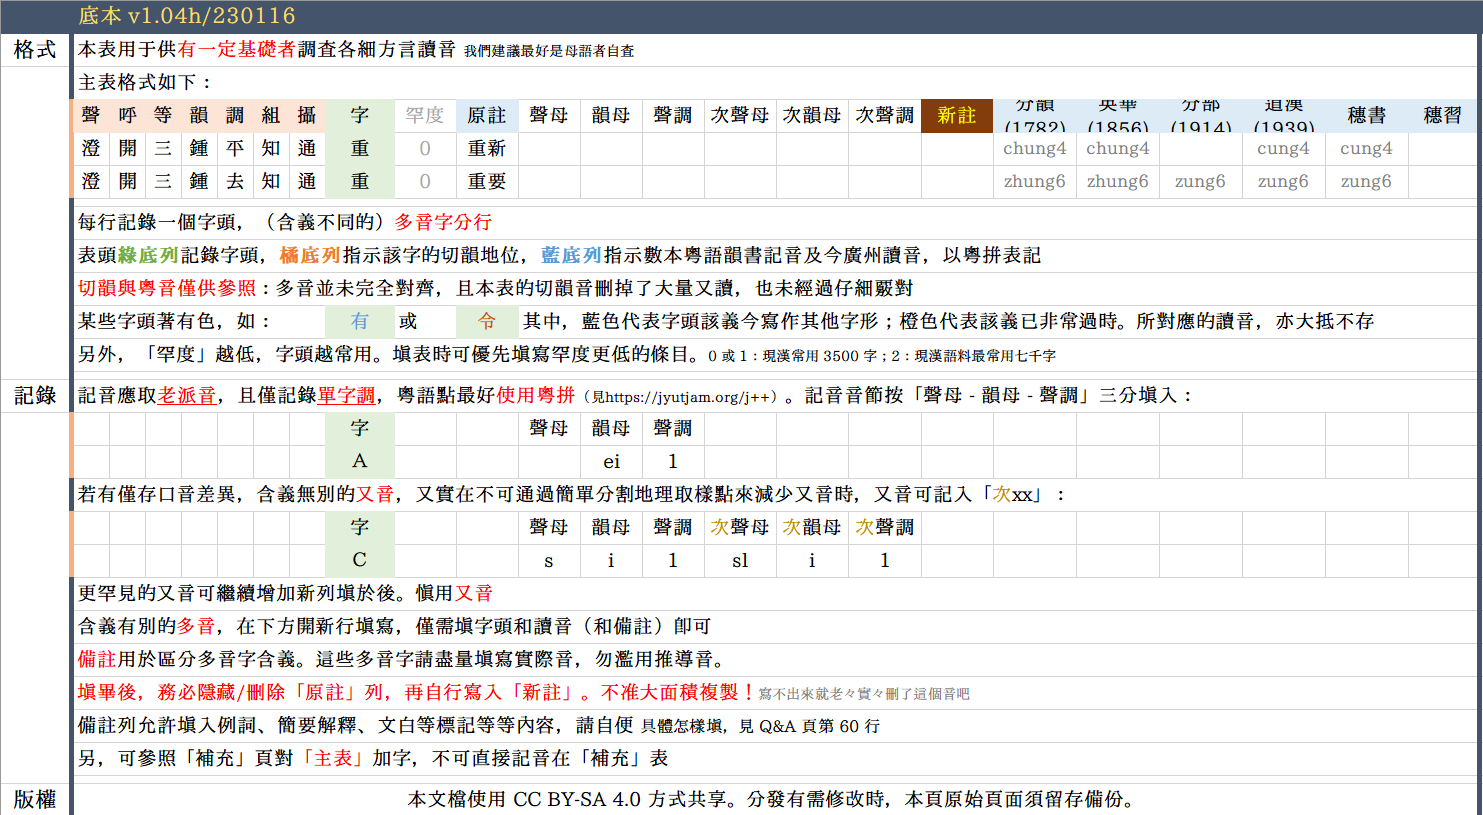 底本 v1.04h/230116
格式 本表用于供有一定基礎者調查各細方言讀音 我們建議最好是母語者自查
主表格式如下：
聲 呼 等 韻 調 組 攝 字 罕度 原註 聲母 韻母 聲調 次聲母 次韻母 次聲調 新註 分韻(1782) 英華(1856) 分部(1914) 道漢(1939) 穗書 穗習
澄 開 三 鍾 平 知 通 重 0 重新 chung4 chung4 cung4 cung4
澄 開 三 鍾 去 知 通 重 0 重要 zhung6 zhung6 zung6 zung6 zung6
每行記錄一個字頭，（含義不同的）多音字分行
表頭綠底列記錄字頭，橘底列指示該字的切韻地位，藍底列指示數本粵語韻書記音及今廣州讀音，以粵拼表記
切韻與粵音僅供參照：多音並未完全對齊，且本表的切韻音刪掉了大量又讀，也未經過仔細覈對
某些字頭著有色，如： 有 或 令 其中，藍色代表字頭該義今寫作其他字形；橙色代表該義已非常過時。所對應的讀音，亦大抵不存
另外，「罕度」越低，字頭越常用。填表時可優先填寫罕度更低的條目。0 或 1：現漢常用 3500 字；2：現漢語料最常用七千字
記錄 記音應取老派音，且僅記錄單字調，粵語點最好使用粵拼（見https://jyutjam.org/j++）。記音音節按「聲母 - 韻母 - 聲調」三分填入：
字 聲母 韻母 聲調
A ei 1
若有僅存口音差異，含義無別的又音，又實在不可通過簡單分割地理取樣點來減少又音時，又音可記入「次xx」：
字 聲母 韻母 聲調 次聲母 次韻母 次聲調
C s i 1 sl i 1
更罕見的又音可繼續增加新列填於後。慎用又音
含義有別的多音，在下方開新行填寫，僅需填字頭和讀音（和備註）即可
備註用於區分多音字含義。這些多音字請盡量填寫實際音，勿濫用推導音。
填畢後，務必隱藏/刪除「原註」列，再自行寫入「新註」。不准大面積複製！寫不出來就老々實々刪了這個音吧
備註列允許填入例詞、簡要解釋、文白等標記等等內容，請自便 具體怎樣填，見 Q&A 頁第 60 行
另，可參照「補充」頁對「主表」加字，不可直接記音在「補充」表
版權 本文檔使用 CC BY-SA 4.0 方式共享。分發有需修改時，本頁原始頁面須留存備份。